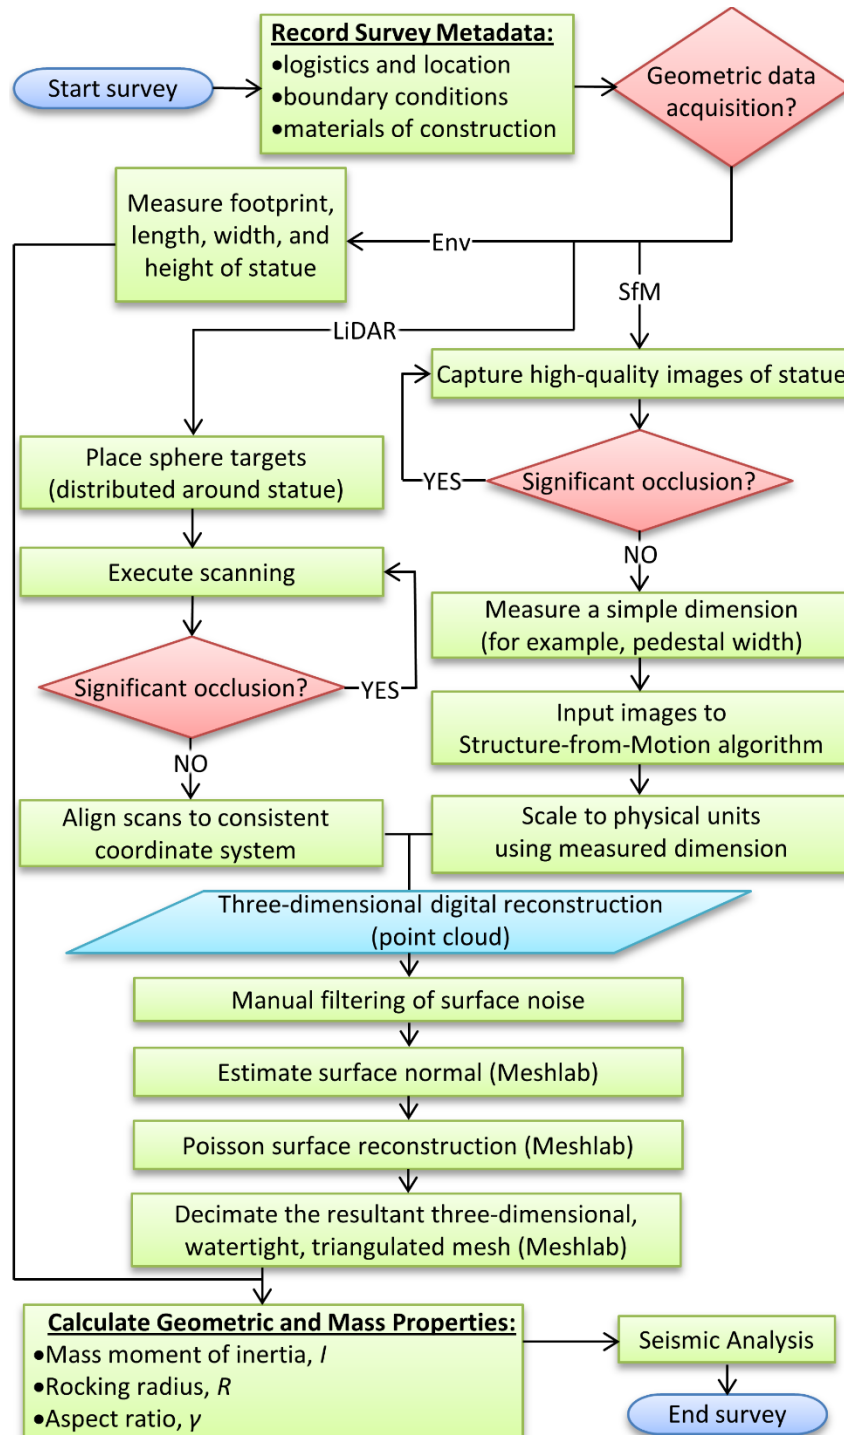 Start survey
Record Survey Metadata:
•logistics and location
•boundary conditions
•materials of construction
Geometric data
acquisition?
Measure footprint,
length, width, and
height of statue
Env
SfM
LiDAR
Capture high-quality images of statue
Place sphere targets
(distributed around statue)
YES
Significant occlusion?
NO
Execute scanning
Measure a simple dimension
(for example, pedestal width)
Significant occlusion?
YES
NO
Input images to
Structure-from-Motion algorithm
Align scans to consistent
coordinate system
Scale to physical units
using measured dimension
Three-dimensional digital reconstruction
(point cloud)
Manual filtering of surface noise
Estimate surface normal (Meshlab)
Poisson surface reconstruction (Meshlab)
Decimate the resultant three-dimensional,
watertight, triangulated mesh (Meshlab)
Calculate Geometric and Mass Properties:
•Mass moment of inertia, I
•Rocking radius, R
•Aspect ratio, γ
Seismic Analysis
End survey